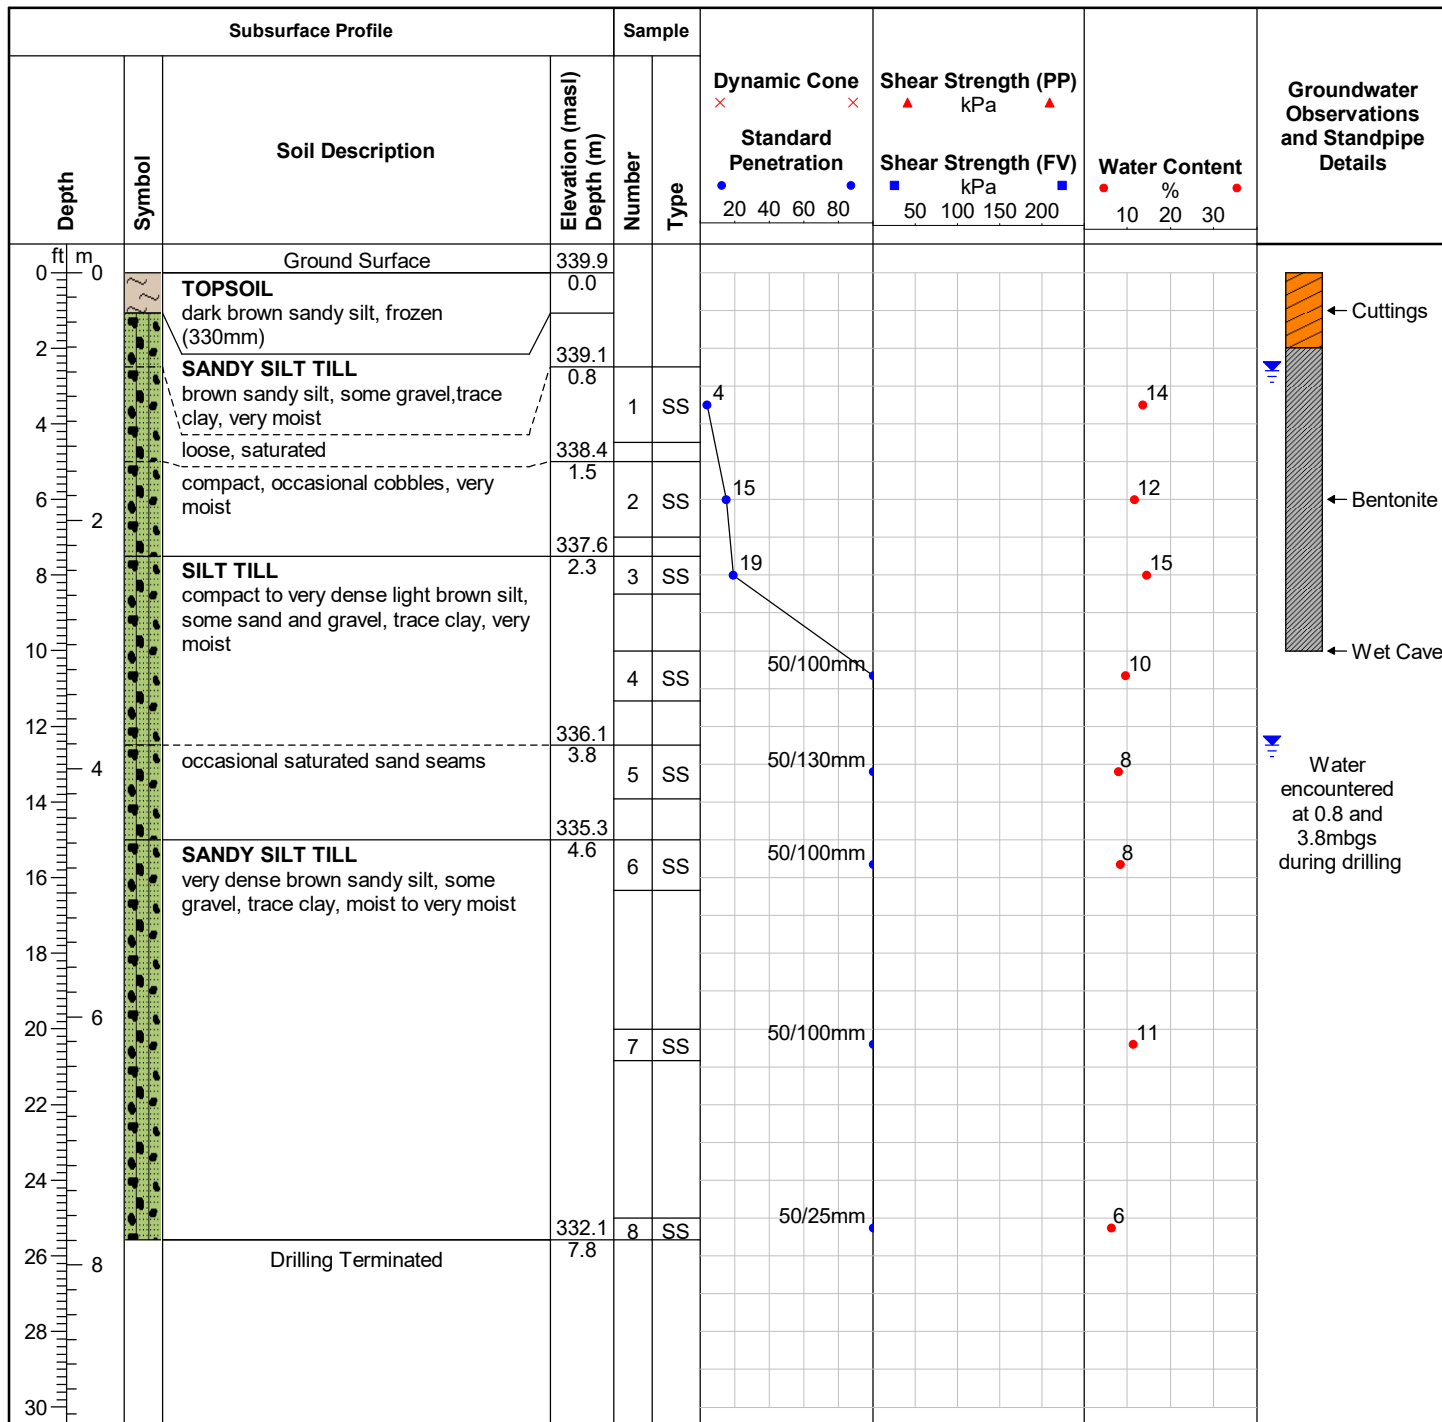 Subsurface Profile
Sample
Depth
Symbol
Soil Description
Elevation (masl)
Depth (m)
Number
Type
Dynamic Cone
Standard
Penetration
20 40 60 80
Shear Strength (PP)
kPa
Shear Strength (FV)
kPa
50 100 150 200
Water Content
%
10 20 30
Groundwater
Observations
and Standpipe
Details
ft m
0 0
2
4
6
2
8
10
12
4
14
16
18
20
6
22
24
26
8
28
30
Ground Surface
339.9
0.0
TOPSOIL
dark brown sandy silt, frozen
(330mm)
339.1
0.8
SANDY SILT TILL
brown sandy silt, some gravel,trace
clay, very moist
loose, saturated
338.4
1.5
compact, occasional cobbles, very
moist
337.6
2.3
SILT TILL
compact to very dense light brown silt,
some sand and gravel, trace clay, very
moist
336.1
3.8
occasional saturated sand seams
335.3
4.6
SANDY SILT TILL
very dense brown sandy silt, some
gravel, trace clay, moist to very moist
332.1
7.8
Drilling Terminated
1 SS 4 14
2 SS 15 12
3 SS 19 15
4 SS 50/100mm 10
5 SS 50/130mm 8
6 SS 50/100mm 8
7 SS 50/100mm 11
8 SS 50/25mm 6
Cuttings
Bentonite
Wet Cave
Water
encountered
at 0.8 and
3.8mbgs
during drilling